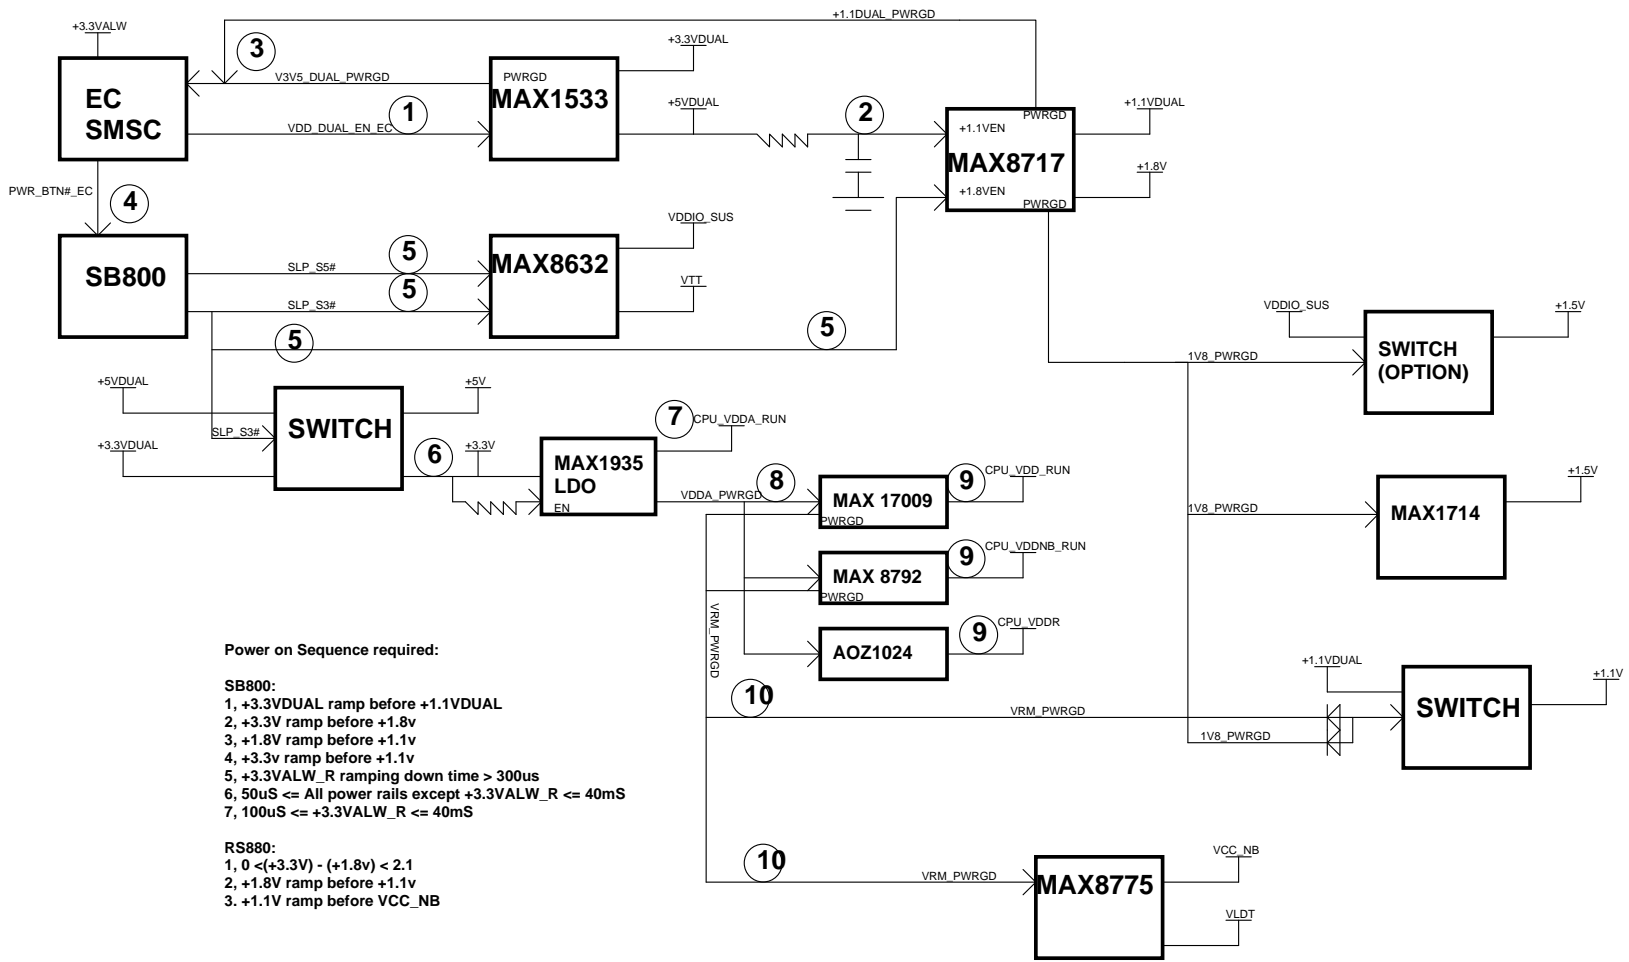 +1.1DUAL_PWRGD
+3.3VALW
3
+3.3VDUAL
EC
SMSC
V3V5_DUAL_PWRGD
PWRGD
MAX1533
1
VDD_DUAL_EN_EC
+5VDUAL
2
+1.1VEN
PWRGD
MAX8717
+1.8VEN
PWRGD
+1.1VDUAL
+1.8V
PWR_BTN#_EC
4
SB800
SLP_S5#
5
SLP_S3#
5
MAX8632
VDDIO_SUS
VTT
5
5
VDDIO_SUS
+1.5V
1V8_PWRGD
SWITCH
(OPTION)
+5VDUAL
+5V
SLP_S3#
SWITCH
+3.3VDUAL
6
+3.3V
7
CPU_VDDA_RUN
MAX1935
LDO
EN
VDDA_PWRGD
8
MAX 17009
PWRGD
9
CPU_VDD_RUN
MAX 8792
PWRGD
9
CPU_VDDNB_RUN
AOZ1024
9
CPU_VDDR
VRM_PWRGD
1V8_PWRGD
+1.5V
MAX1714
10
VRM_PWRGD
1V8_PWRGD
+1.1VDUAL
SWITCH
+1.1V
10
VRM_PWRGD
MAX8775
VCC_NB
VLDT
Power on Sequence required:
SB800:
1, +3.3VDUAL ramp before +1.1VDUAL
2, +3.3V ramp before +1.8v
3, +1.8V ramp before +1.1v
4, +3.3v ramp before +1.1v
5, +3.3VALW_R ramping down time > 300us
6, 50uS <= All power rails except +3.3VALW_R <= 40mS
7, 100uS <= +3.3VALW_R <= 40mS
RS880:
1, 0 <(+3.3V) - (+1.8v) < 2.1
2, +1.8V ramp before +1.1v
3. +1.1V ramp before VCC_NB